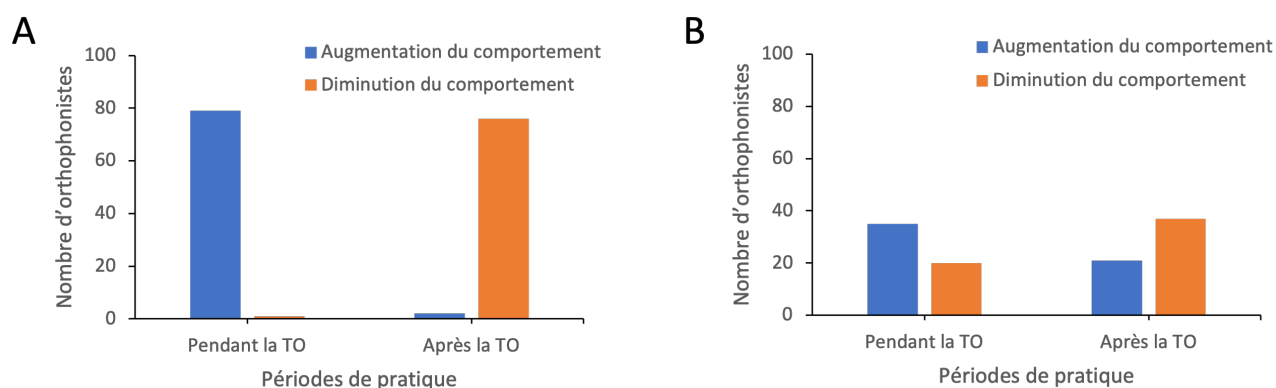 A
Nombre d'orthophonistes
100
80
60
40
20
0
Augmentation du comportement
Diminution du comportement
Pendant la TO
Après la TO
Périodes de pratique
B
Nombre d'orthophonistes
100
80
60
40
20
0
Augmentation du comportement
Diminution du comportement
Pendant la TO
Après la TO
Périodes de pratique